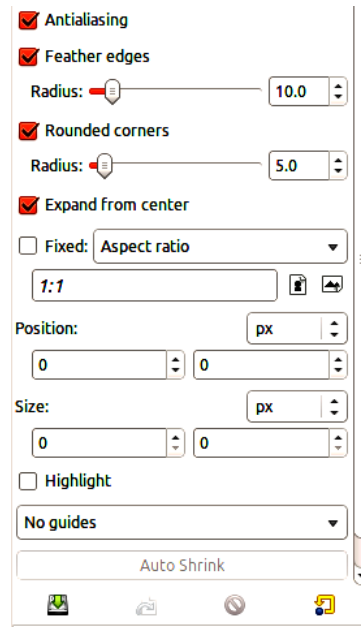 Antialiasing
Feather edges
Radius: 10.0
Rounded corners
Radius: 5.0
Expand from center
Fixed: Aspect ratio
1:1
Position: px
0 0
Size: px
0 0
Highlight
No guides
Auto Shrink